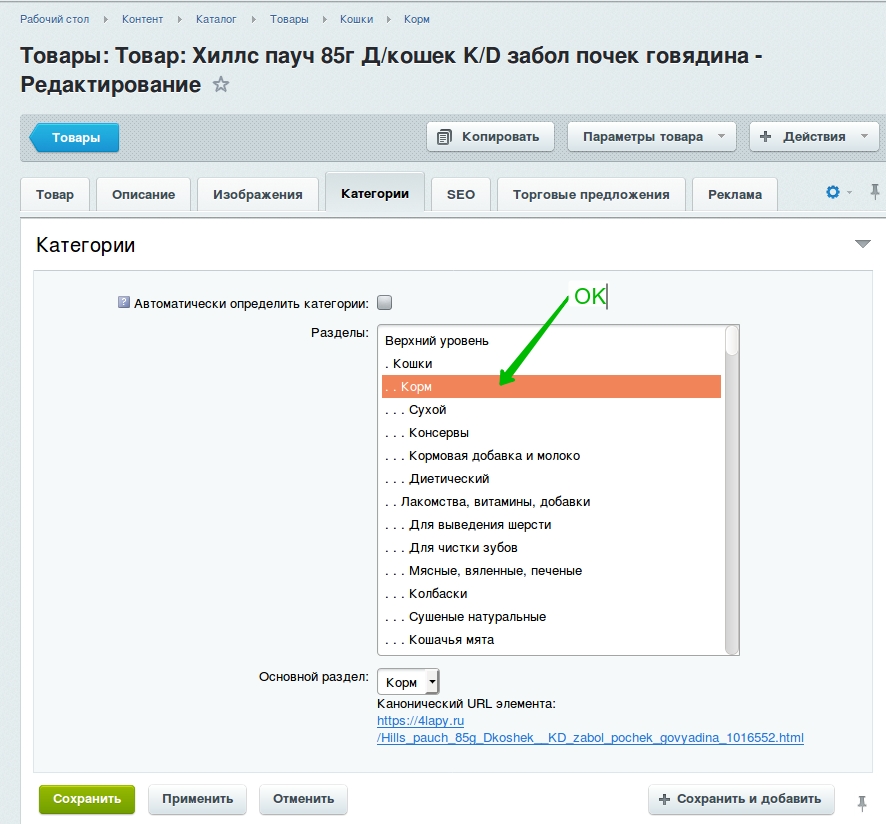 Рабочий стол Контент Каталог Товары Кошки Корм
Товары: Товар: Хиллс пауч 85г Д/кошек K/D забол почек говядина -
Редактирование
Товары Копировать Параметры товара Действия
Товар Описание Изображения Категории SEO Торговые предложения Реклама
Категории
? Автоматически определить категории:
OK
Разделы:
Верхний уровень
. Кошки
. . Корм
. . . Сухой
. . . Консервы
. . . Кормовая добавка и молоко
. . . Диетический
. . Лакомства, витамины, добавки
. . . Для выведения шерсти
. . . Для чистки зубов
. . . Мясные, вяленные, печеные
. . . Колбаски
. . . Сушеные натуральные
. . . Кошачья мята
Основной раздел: Корм
Канонический URL элемента:
https://4lapy.ru
/Hills_pauch_85g_Dkoshek__KD_zabol_pochek_govyadina_1016552.html
Сохранить Применить Отменить Сохранить и добавить